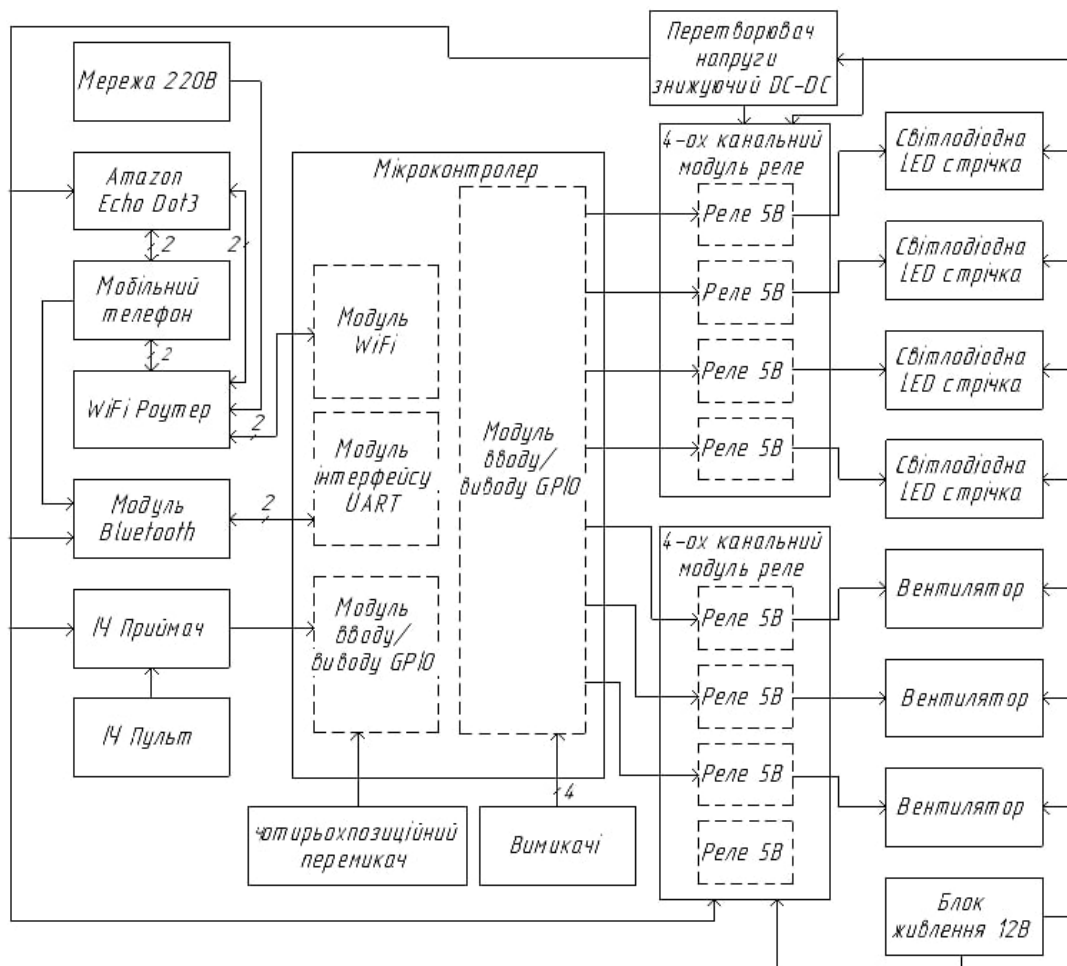 Перетворювач
напруги
знижуючий DC-DC
Мережа 220В
Amazon
Echo Dot3
2
2
Мобільний
телефон
2
WiFi Роутер
2
Модуль
Bluetooth
2
ІЧ Приймач
ІЧ Пульт
Мікроконтролер
Модуль
WiFi
Модуль
інтерфейсу
UART
Модуль
вводу/
виводу GPIO
Модуль
вводу/
виводу GPIO
чотирьохпозиційний
перемикач
Вимикачі
4
4-ох канальний
модуль реле
Реле 5В
Реле 5В
Реле 5В
Реле 5В
4-ох канальний
модуль реле
Реле 5В
Реле 5В
Реле 5В
Реле 5В
Світлодіодна
LED стрічка
Світлодіодна
LED стрічка
Світлодіодна
LED стрічка
Світлодіодна
LED стрічка
Вентилятор
Вентилятор
Вентилятор
Блок
живлення 12В